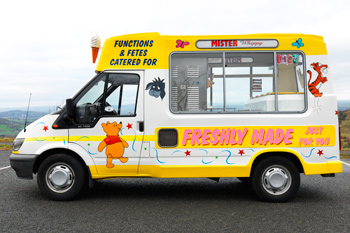 FUNCTIONS
& FETES
CATERED FOR
MISTER Whippy
FRESHLY MADE
JUST
FOR YOU